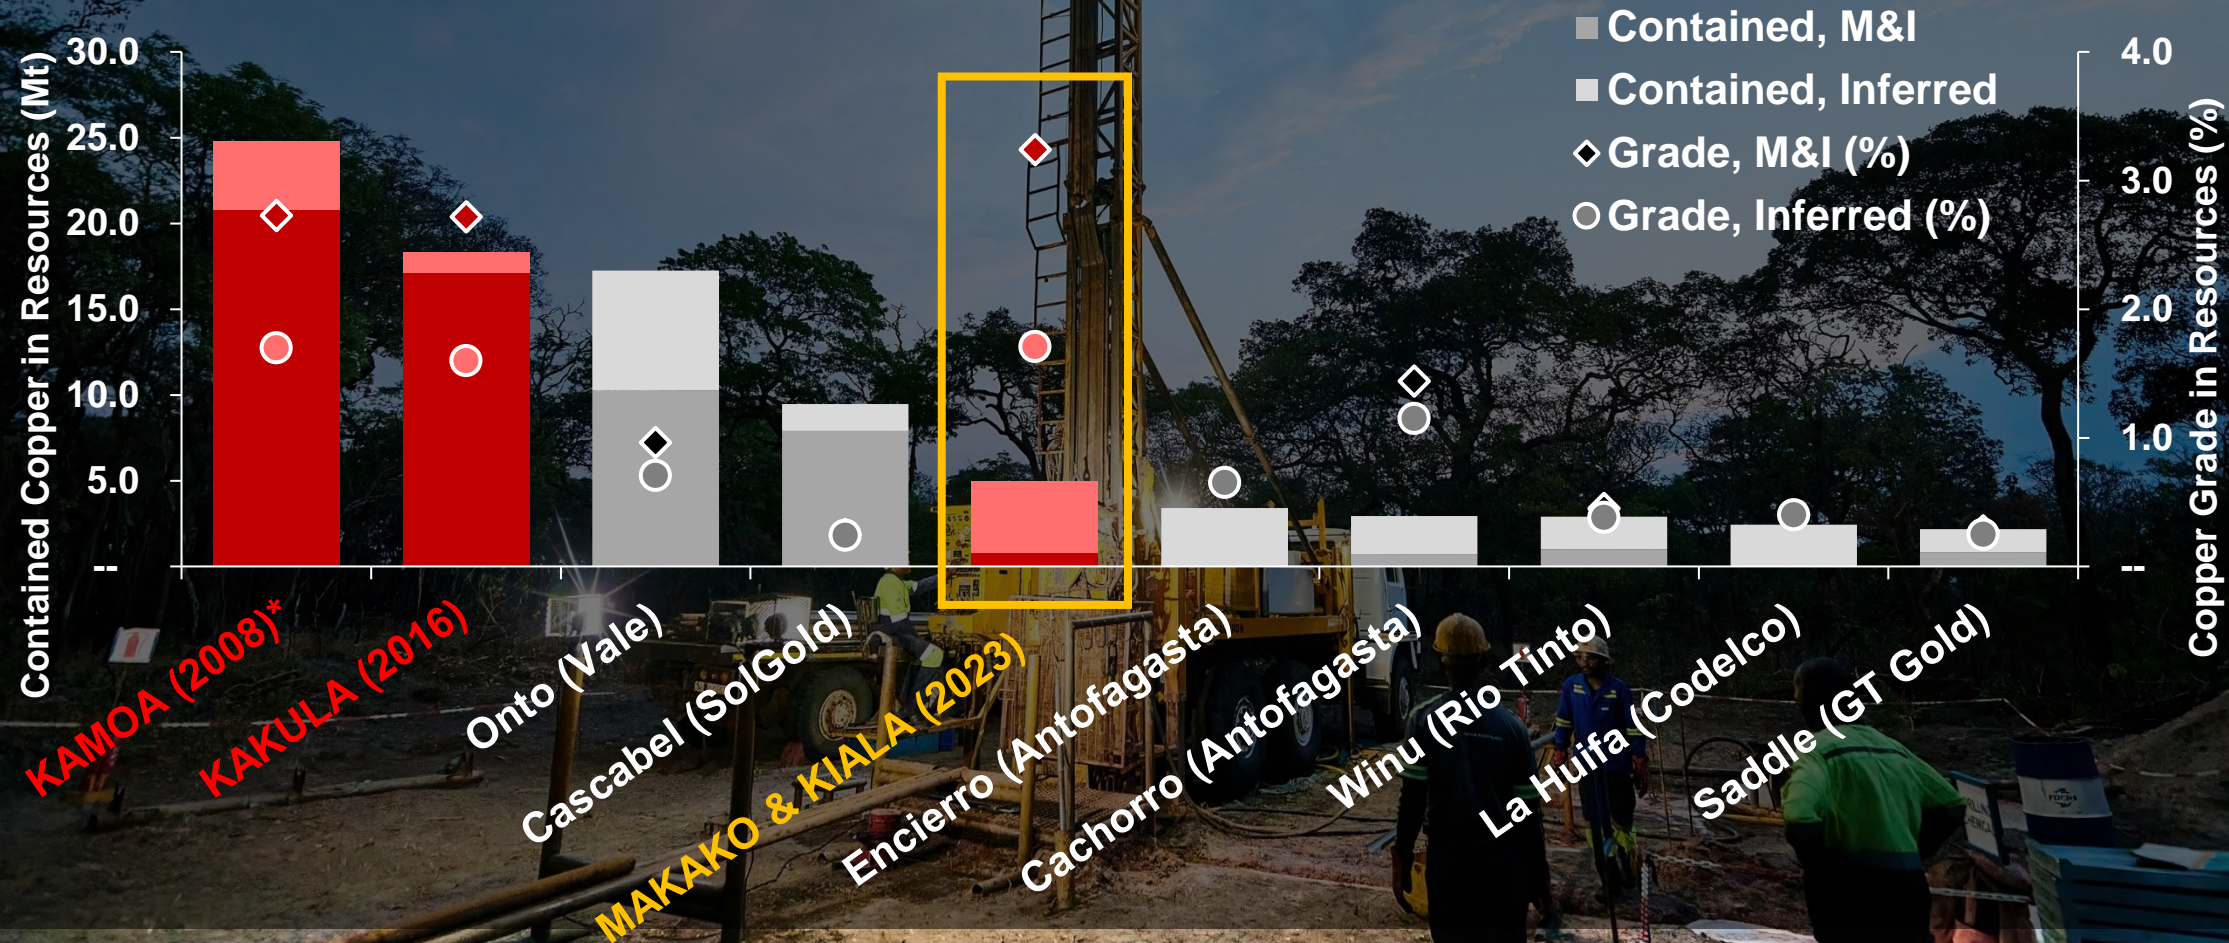 Contained, M&I
Contained, Inferred
Grade, M&I (%)
Grade, Inferred (%)
Contained Copper in Resources (Mt)
30.0
25.0
20.0
15.0
10.0
5.0
--
4.0
3.0
2.0
1.0
--
Copper Grade in Resources (%)
KAMOA (2008)*
KAKULA (2016)
Onto (Vale)
Cascabel (SolGold)
MAKAKO & KIALA (2023)
Encierro (Antofagasta)
Cachorro (Antofagasta)
Winu (Rio Tinto)
La Huifa (Codelco)
Saddle (GT Gold)
FUCHS